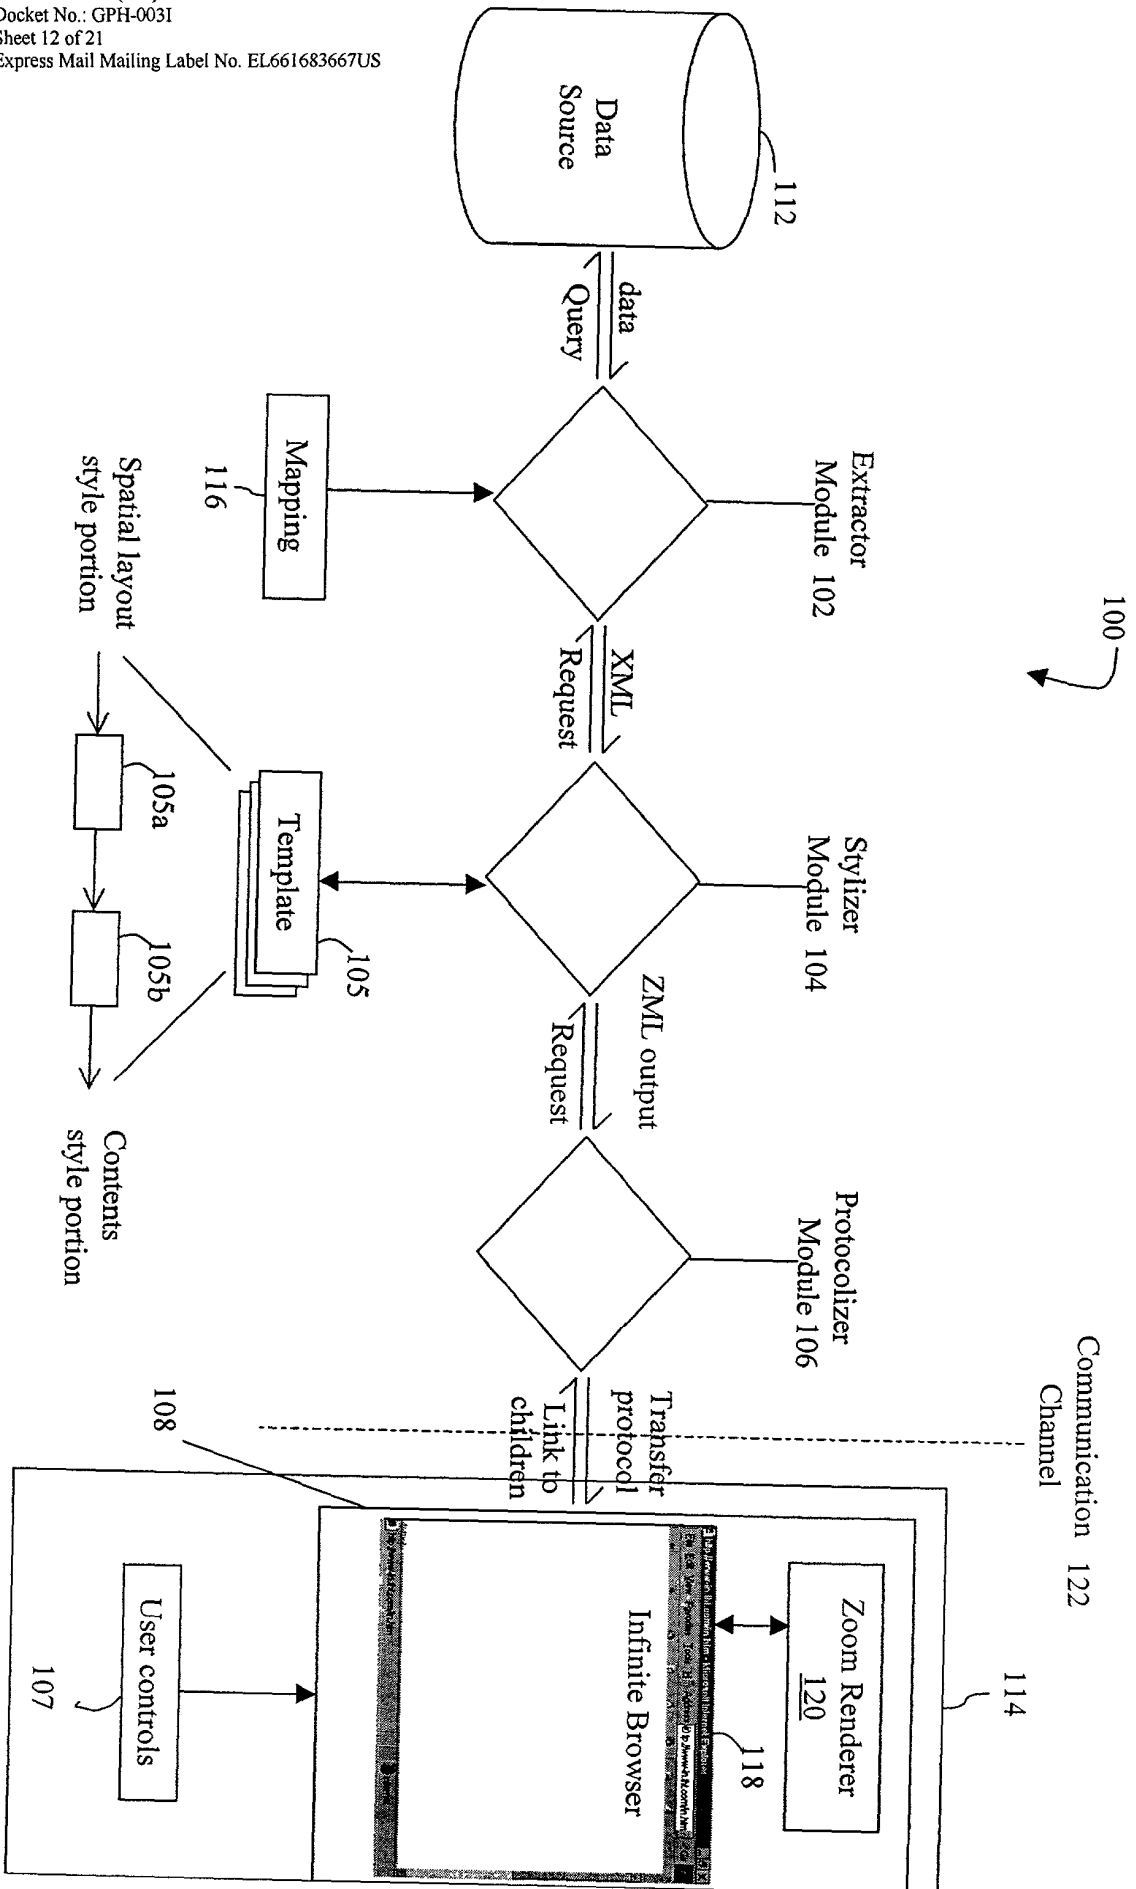 Docket No.: GPH-003I
Sheet 12 of 21
Express Mail Mailing Label No. EL661683667US
100
112
Data
Source
data
Query
Extractor
Module 102
Mapping
116
XML
Request
Stylizer
Module 104
Template
105
Spatial layout
style portion
105a
105b
Contents
style portion
ZML output
Request
Protocolizer
Module 106
Communication 122
Channel
Transfer
protocol
Link to
children
108
114
Zoom Renderer
120
118
Infinite Browser
User controls
107